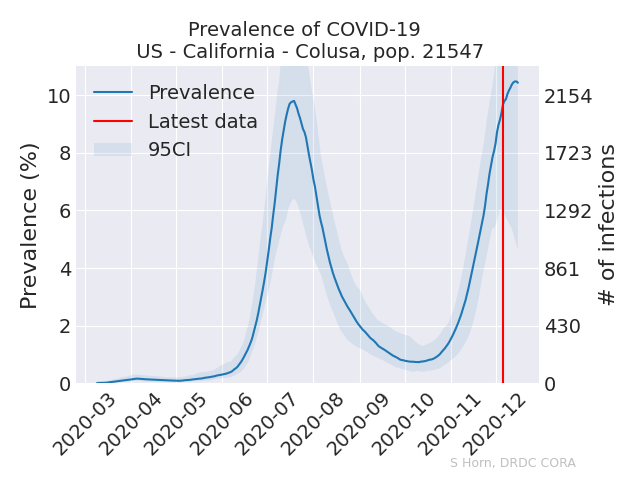 Prevalence of COVID-19
US - California - Colusa, pop. 21547
Prevalence
Latest data
95CI
Prevalence (%)
10
8
6
4
2
0
2154
1723
1292
861
430
0
# of infections
2020-03
2020-04
2020-05
2020-06
2020-07
2020-08
2020-09
2020-10
2020-11
2020-12
S Horn, DRDC CORA